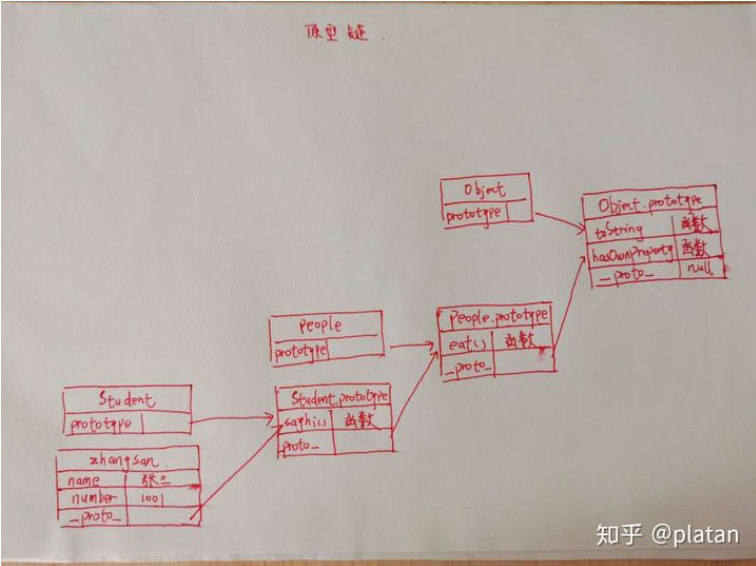 原型链
Object
prototype
Object.prototype
toString 函数
hasOwnProperty 函数
_proto_ null
People
prototype
People.prototype
eat() 函数
_proto_
Student
prototype
Student.prototype
sayhi() 函数
proto_
zhangsan
name 张三
number 1001
_proto_
知乎 @platan